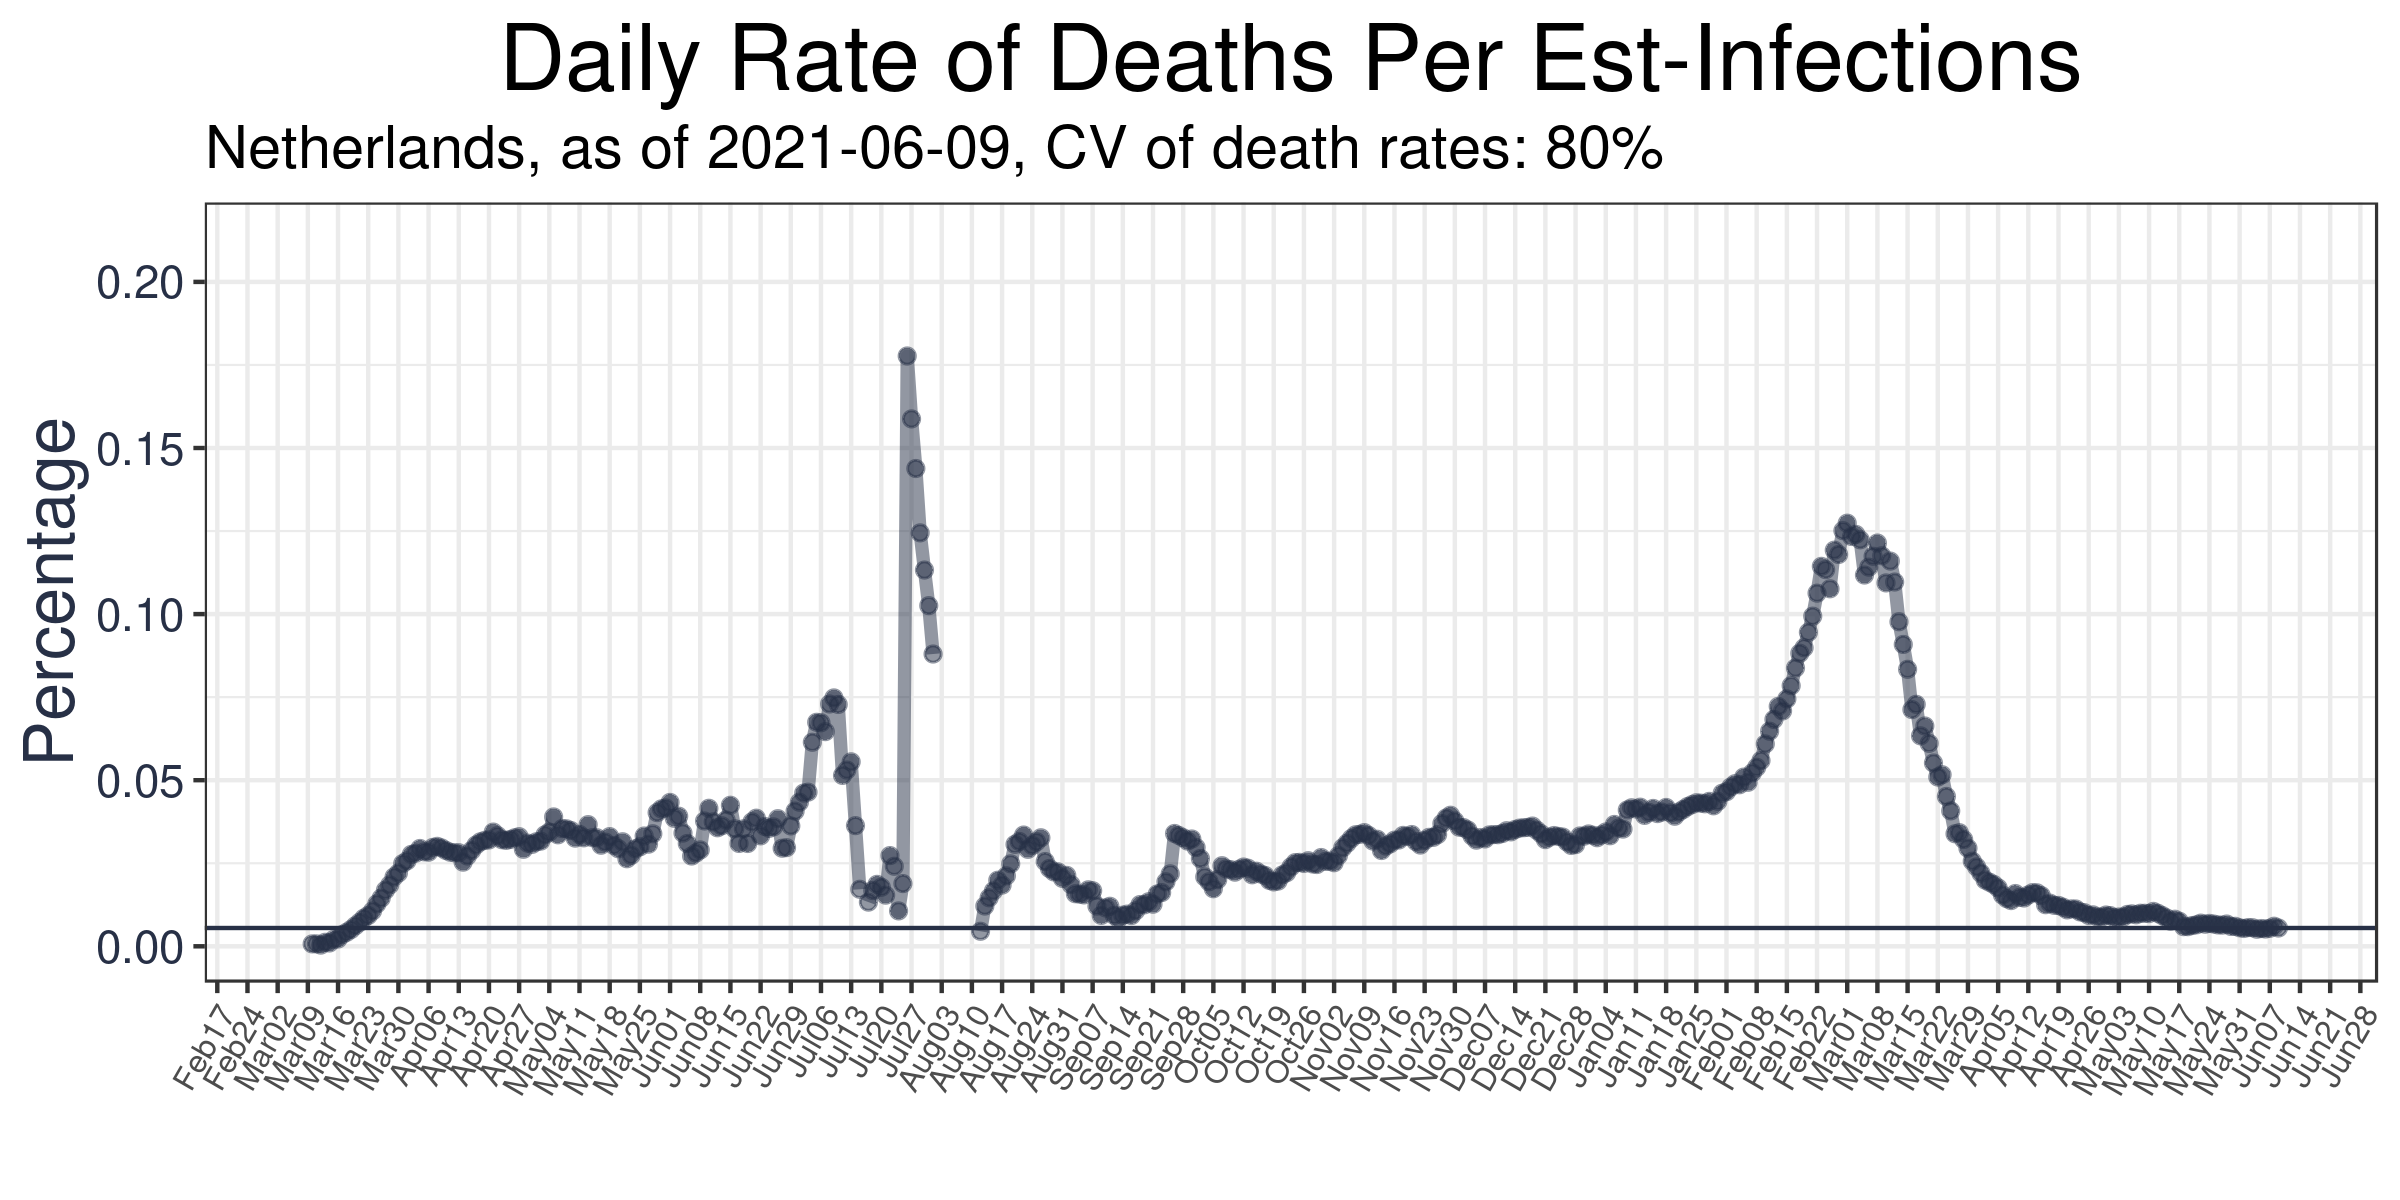 Daily Rate of Deaths Per Est-Infections
Netherlands, as of 2021-06-09, CV of death rates: 80%
Percentage
0.20
0.15
0.10
0.05
0.00
Feb17
Feb24
Mar02
Mar09
Mar16
Mar23
Mar30
Apr06
Apr13
Apr20
Apr27
May04
May11
May18
May25
Jun01
Jun08
Jun15
Jun22
Jun29
Jul06
Jul13
Jul20
Jul27
Aug03
Aug10
Aug17
Aug24
Aug31
Sep07
Sep14
Sep21
Sep28
Oct05
Oct12
Oct19
Oct26
Nov02
Nov09
Nov16
Nov23
Nov30
Dec07
Dec14
Dec21
Dec28
Jan04
Jan11
Jan18
Jan25
Feb01
Feb08
Feb15
Feb22
Mar01
Mar08
Mar15
Mar22
Mar29
Apr05
Apr12
Apr19
Apr26
May03
May10
May17
May24
May31
Jun07
Jun14
Jun21
Jun28